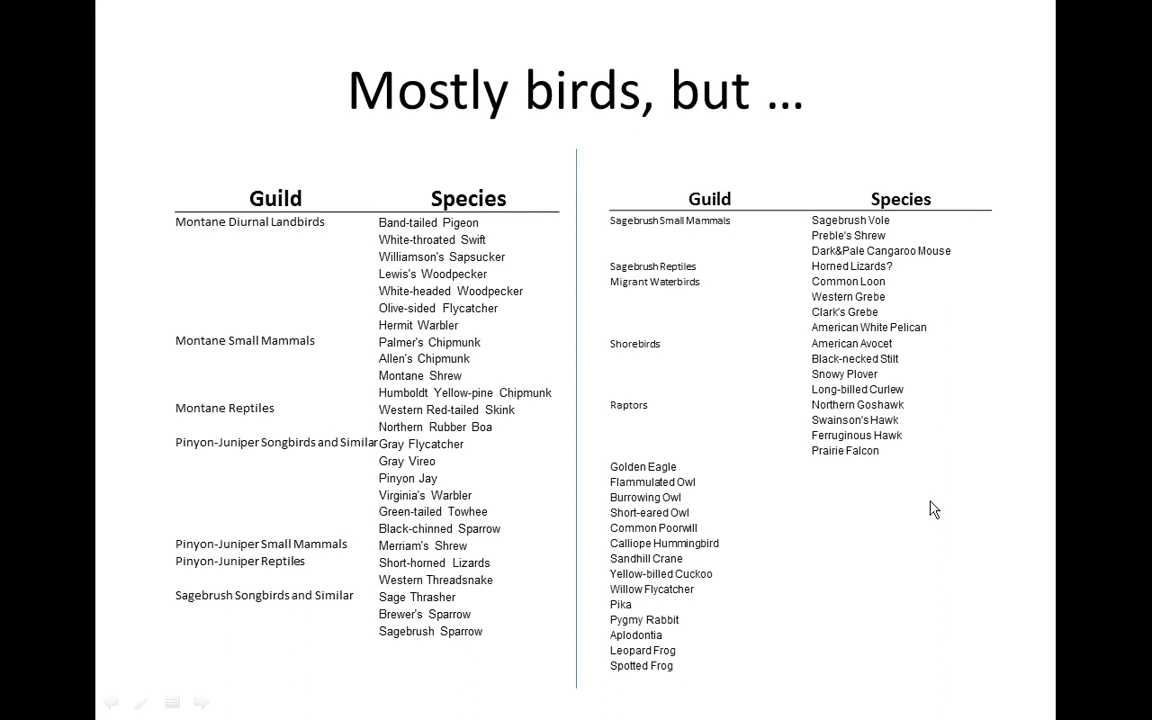 Mostly birds, but ...
Guild Species
Montane Diurnal Landbirds Band-tailed Pigeon
White-throated Swift
Williamson's Sapsucker
Lewis's Woodpecker
White-headed Woodpecker
Olive-sided Flycatcher
Hermit Warbler
Montane Small Mammals Palmer's Chipmunk
Allen's Chipmunk
Montane Shrew
Humboldt Yellow-pine Chipmunk
Montane Reptiles Western Red-tailed Skink
Northern Rubber Boa
Pinyon-Juniper Songbirds and Similar Gray Flycatcher
Gray Vireo
Pinyon Jay
Virginia's Warbler
Green-tailed Towhee
Black-chinned Sparrow
Pinyon-Juniper Small Mammals Merriam's Shrew
Pinyon-Juniper Reptiles Short-horned Lizards
Western Threadsnake
Sagebrush Songbirds and Similar Sage Thrasher
Brewer's Sparrow
Sagebrush Sparrow
Guild Species
Sagebrush Small Mammals Sagebrush Vole
Preble's Shrew
Dark&Pale Cangaroo Mouse
Sagebrush Reptiles Horned Lizards?
Migrant Waterbirds Common Loon
Western Grebe
Clark's Grebe
American White Pelican
Shorebirds American Avocet
Black-necked Stilt
Snowy Plover
Long-billed Curlew
Raptors Northern Goshawk
Swainson's Hawk
Ferruginous Hawk
Prairie Falcon
Golden Eagle
Flammulated Owl
Burrowing Owl
Short-eared Owl
Common Poorwill
Calliope Hummingbird
Sandhill Crane
Yellow-billed Cuckoo
Willow Flycatcher
Pika
Pygmy Rabbit
Aplodontia
Leopard Frog
Spotted Frog